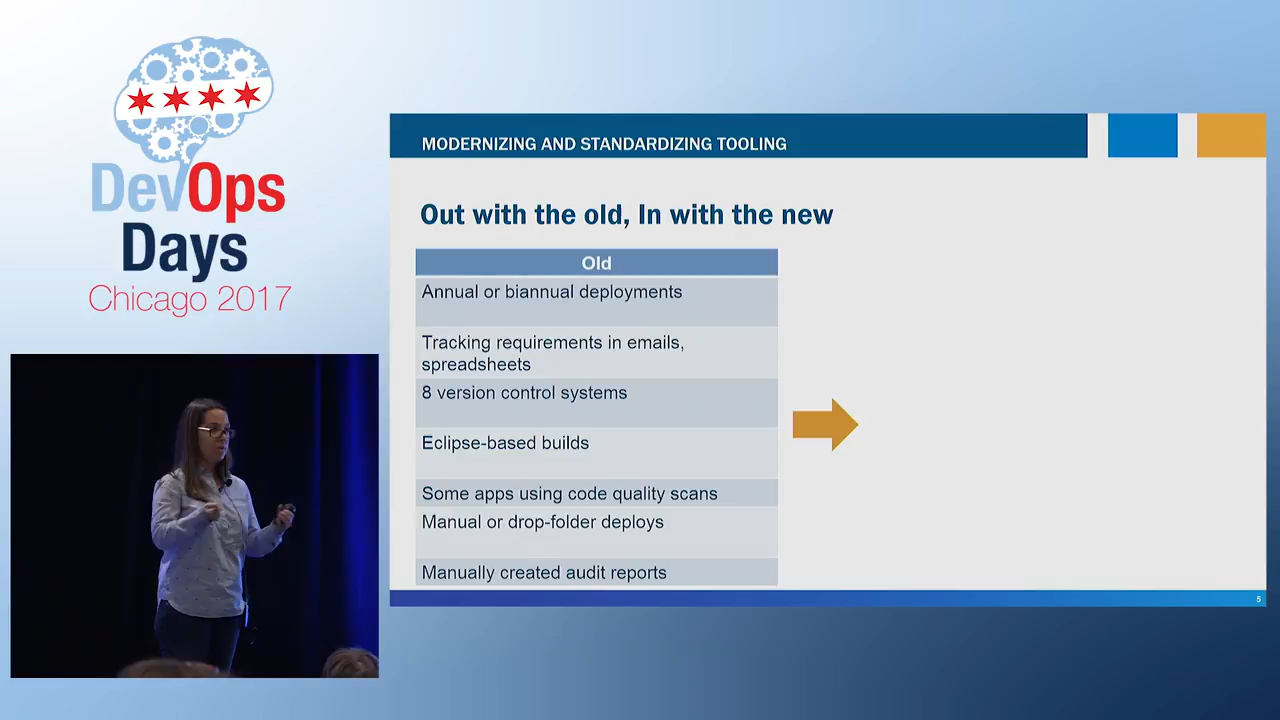 DevOps
Days
Chicago 2017
MODERNIZING AND STANDARDIZING TOOLING
Out with the old, In with the new
Old
Annual or biannual deployments
Tracking requirements in emails,
spreadsheets
8 version control systems
Eclipse-based builds
Some apps using code quality scans
Manual or drop-folder deploys
Manually created audit reports
5